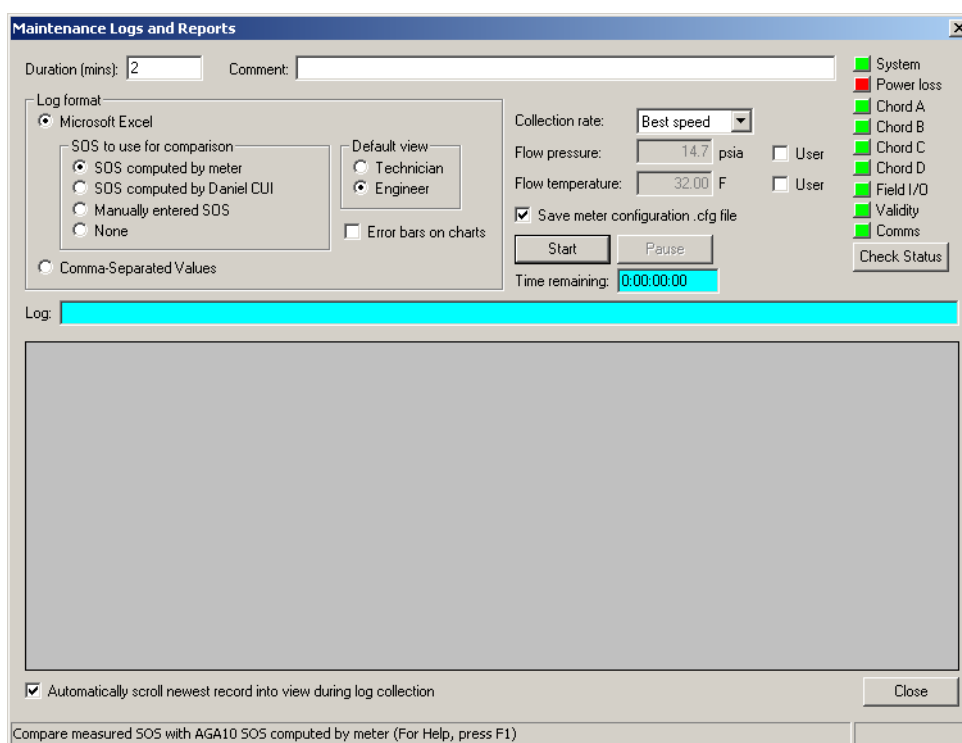 Maintenance Logs and Reports
Duration (mins): 2 Comment:
Log format
Microsoft Excel
SOS to use for comparison
SOS computed by meter
SOS computed by Daniel CUI
Manually entered SOS
None
Default view
Technician
Engineer
Error bars on charts
Comma-Separated Values
Collection rate: Best speed
Flow pressure: 14.7 psia User
Flow temperature: 32.00 F User
Save meter configuration .cfg file
Start Pause
Time remaining: 0:00:00:00
System
Power loss
Chord A
Chord B
Chord C
Chord D
Field I/O
Validity
Comms
Check Status
Log:
Automatically scroll newest record into view during log collection
Close
Compare measured SOS with AGA10 SOS computed by meter (For Help, press F1)